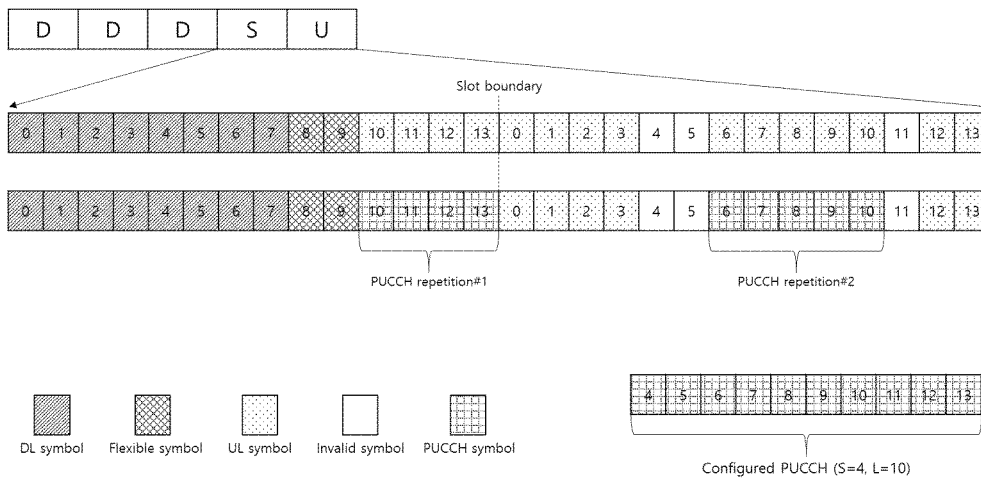 D D D S U
Slot boundary
0 1 2 3 4 5 6 7 8 9 10 11 12 13 0 1 2 3 4 5 6 7 8 9 10 11 12 13
0 1 2 3 4 5 6 7 8 9 10 11 12 13 0 1 2 3 4 5 6 7 8 9 10 11 12 13
PUCCH repetition#1 PUCCH repetition#2
4 5 6 7 8 9 10 11 12 13
DL symbol Flexible symbol UL symbol Invalid symbol PUCCH symbol
Configured PUCCH (S=4, L=10)